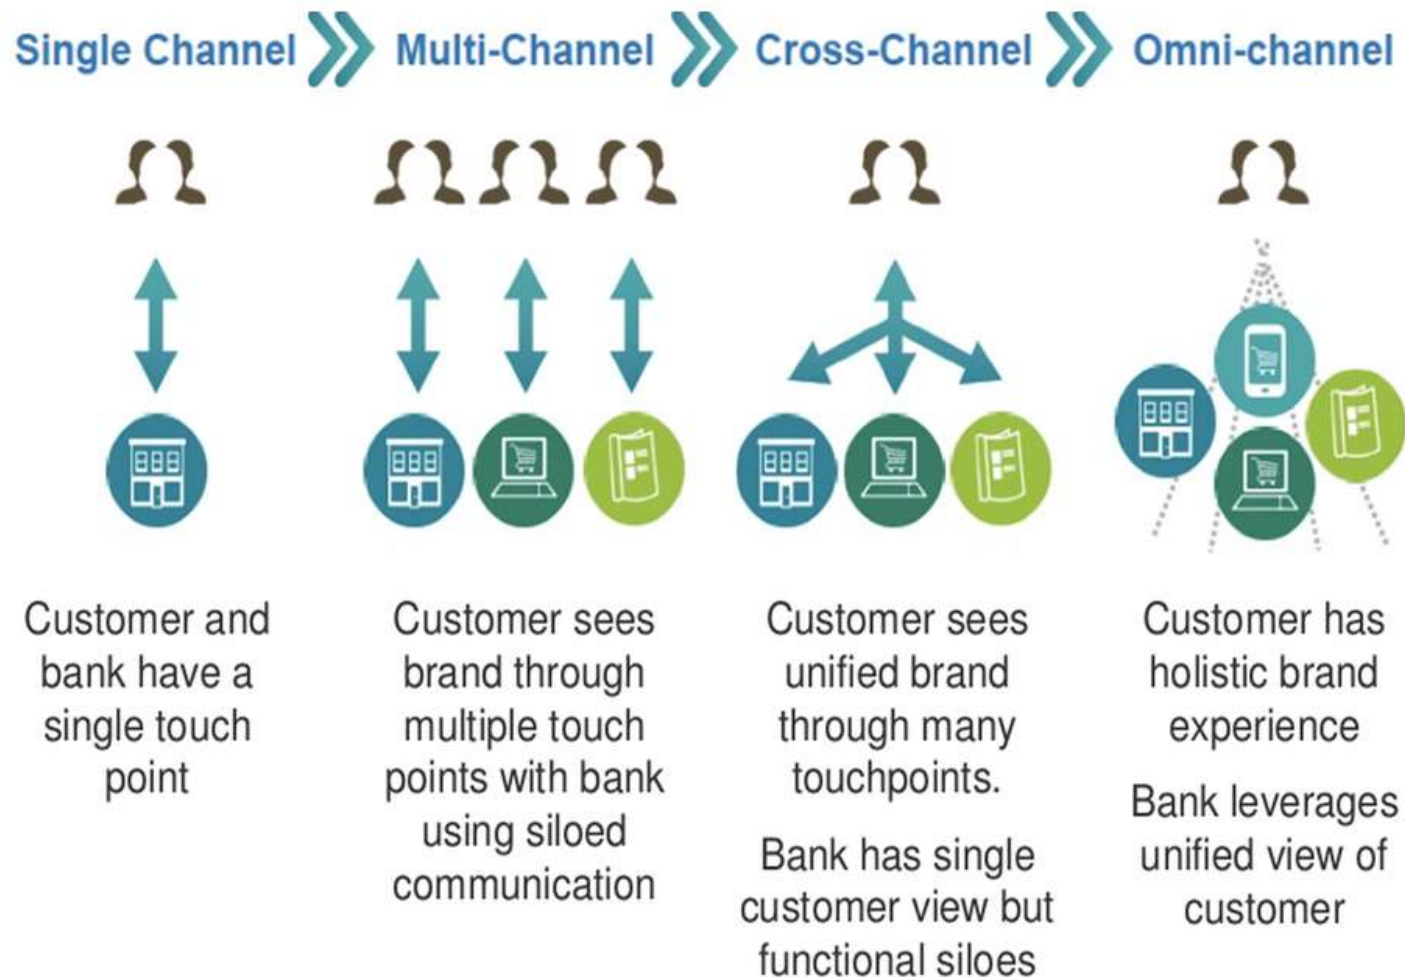 Single Channel
Multi-Channel
Cross-Channel
Omni-channel
Customer and
bank have a
single touch
point
Customer sees
brand through
multiple touch
points with bank
using siloed
communication
Customer sees
unified brand
through many
touchpoints.
Bank has single
customer view but
functional siloes
Customer has
holistic brand
experience
Bank leverages
unified view of
customer